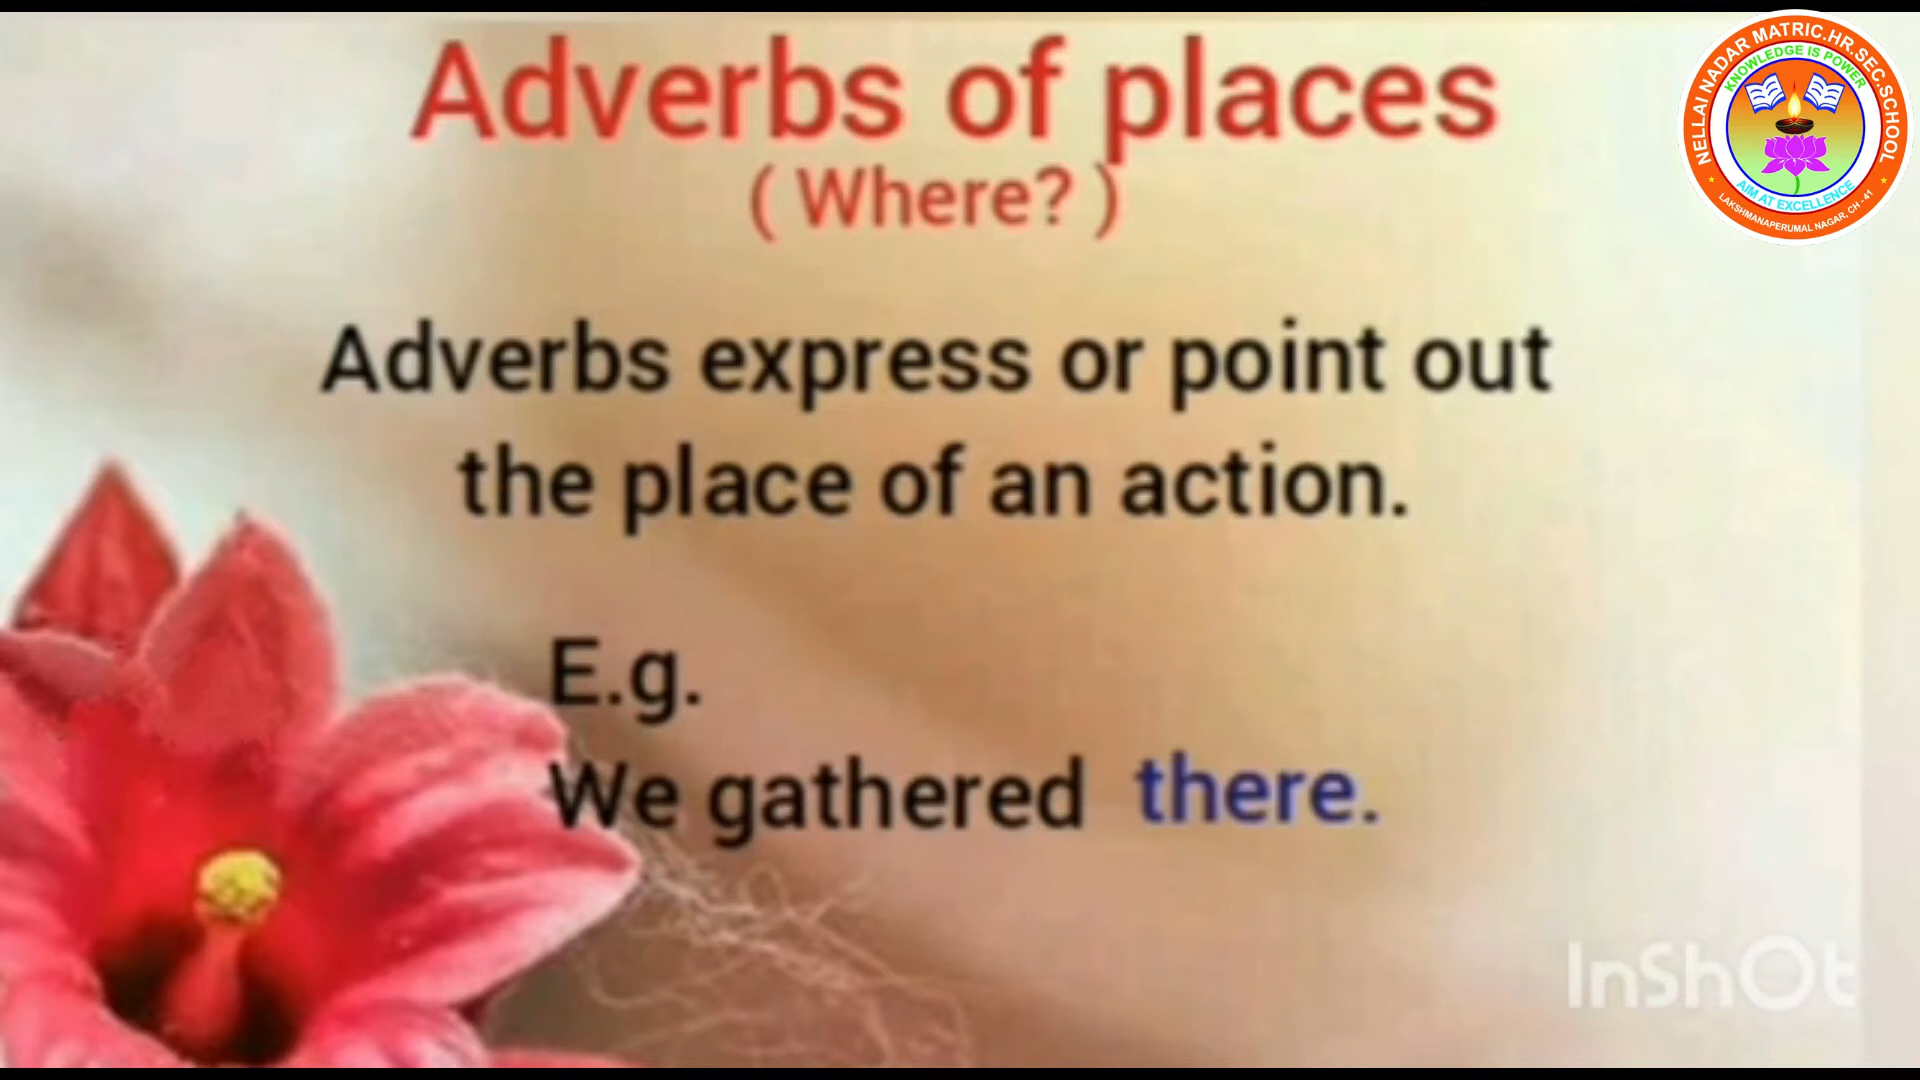 Adverbs of places
( Where? )
Adverbs express or point out
the place of an action.
E.g.
We gathered there.
NELLAI NADAR MATRIC.HR.SEC.SCHOOL
KNOWLEDGE IS POWER
AIM AT EXCELLENCE
LAKSHMANAPERUMAL NAGAR, CH - 41
InShOt